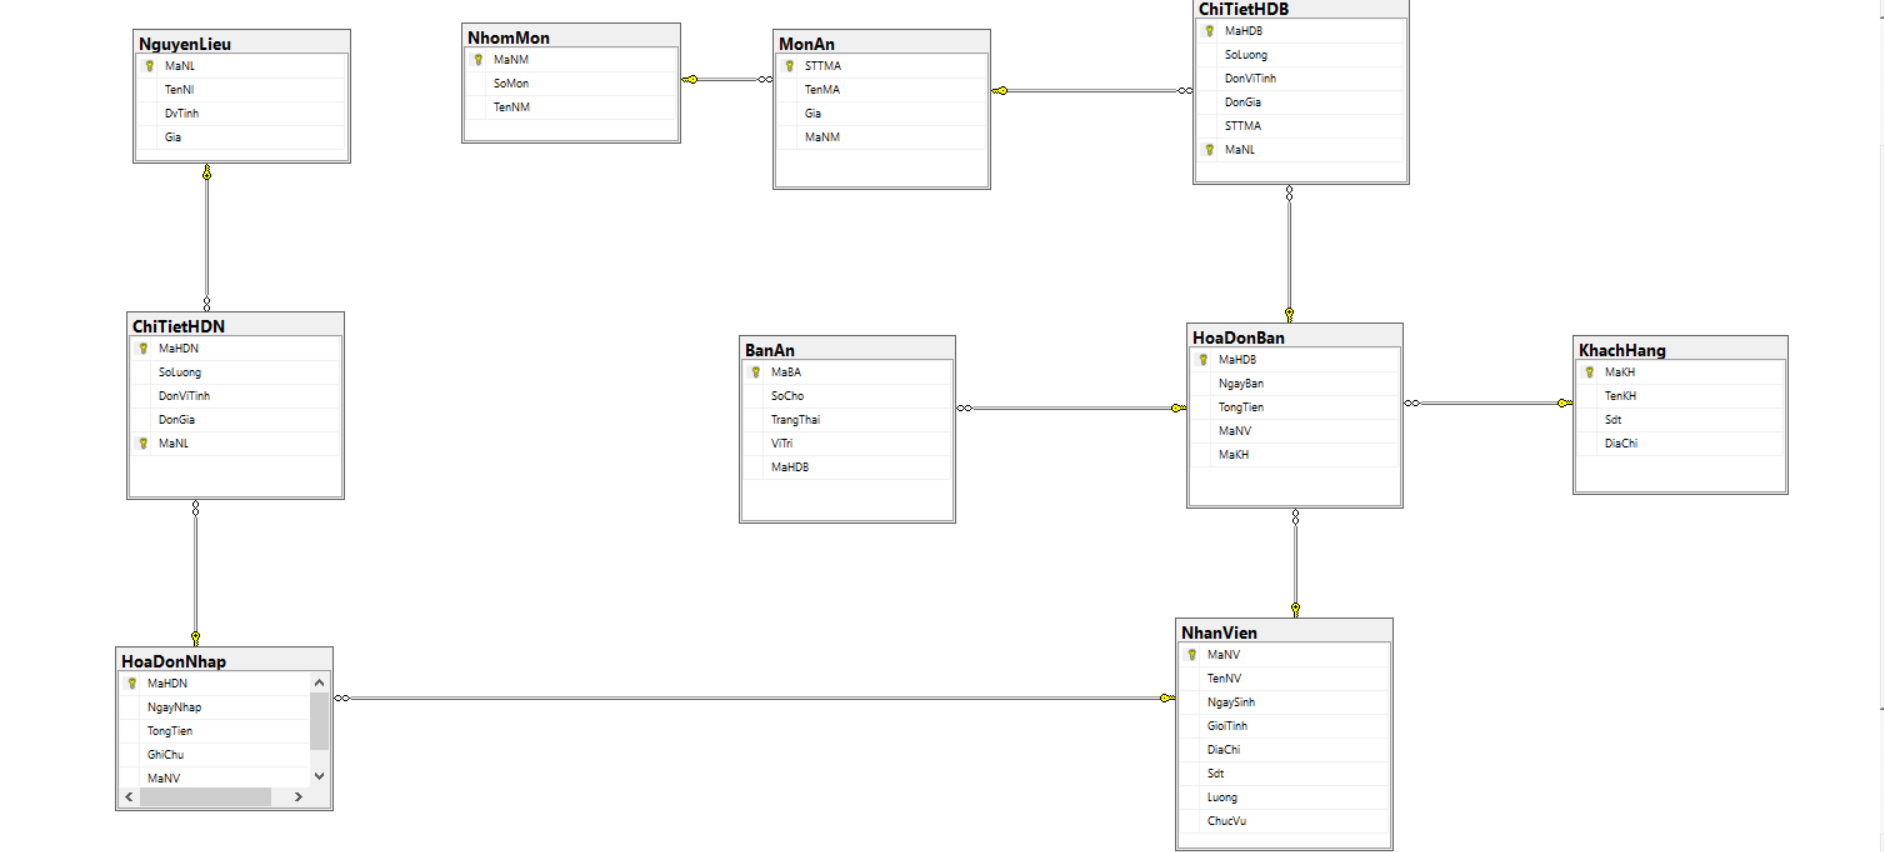 NguyenLieu
MaNL
TenNl
DvTinh
Gia
NhomMon
MaNM
SoMon
TenNM
MonAn
STTMA
TenMA
Gia
MaNM
ChiTietHDB
MaHDB
SoLuong
DonViTinh
DonGia
STTMA
MaNL
ChiTietHDN
MaHDN
SoLuong
DonViTinh
DonGia
MaNL
BanAn
MaBA
SoCho
TrangThai
ViTri
MaHDB
HoaDonBan
MaHDB
NgayBan
TongTien
MaNV
MaKH
KhachHang
MaKH
TenKH
Sdt
DiaChi
HoaDonNhap
MaHDN
NgayNhap
TongTien
GhiChu
MaNV
NhanVien
MaNV
TenNV
NgaySinh
GioiTinh
DiaChi
Sdt
Luong
ChucVu